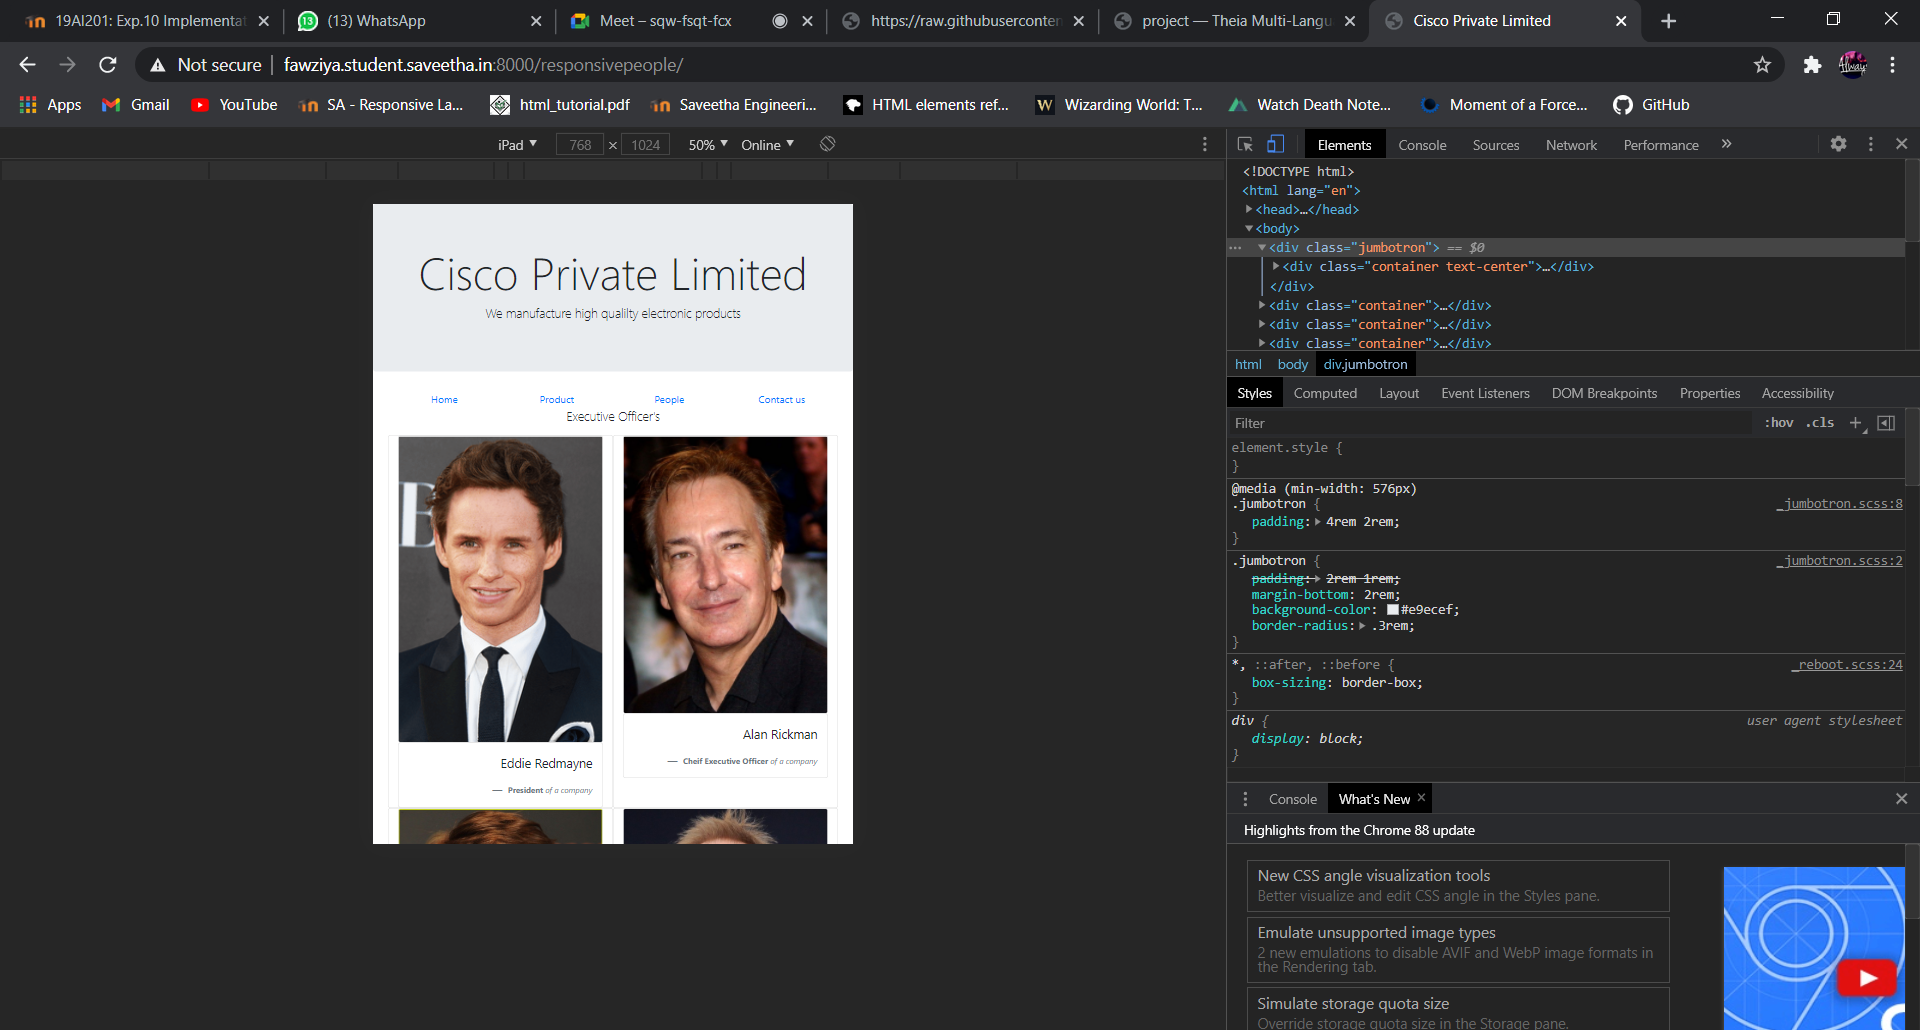 19AI201: Exp.10 Implementat
(13) WhatsApp
Meet – sqw-fsqt-fcx
https://raw.githubuserconten
project — Theia Multi-Langu
Cisco Private Limited
Not secure | fawziya.student.saveetha.in:8000/responsivepeople/
Apps
Gmail
YouTube
SA - Responsive La...
html_tutorial.pdf
Saveetha Engineeri...
HTML elements ref...
Wizarding World: T...
Watch Death Note...
Moment of a Force...
GitHub
iPad 768 × 1024 50% Online
Elements Console Sources Network Performance »
<!DOCTYPE html>
<html lang="en">
<head>…</head>
<body>
<div class="jumbotron"> == $0
<div class="container text-center">…</div>
</div>
<div class="container">…</div>
<div class="container">…</div>
<div class="container">…</div>
html body div.jumbotron
Styles Computed Layout Event Listeners DOM Breakpoints Properties Accessibility
Filter :hov .cls +
element.style {
}
@media (min-width: 576px)
.jumbotron { _jumbotron.scss:8
padding: 4rem 2rem;
}
.jumbotron { _jumbotron.scss:2
padding: 2rem 1rem;
margin-bottom: 2rem;
background-color: #e9ecef;
border-radius: .3rem;
}
*, ::after, ::before { _reboot.scss:24
box-sizing: border-box;
}
div { user agent stylesheet
display: block;
}
Console What's New
Highlights from the Chrome 88 update
New CSS angle visualization tools
Better visualize and edit CSS angle in the Styles pane.
Emulate unsupported image types
2 new emulations to disable AVIF and WebP image formats in
the Rendering tab.
Simulate storage quota size
Override storage quota size in the Storage pane.
Cisco Private Limited
We manufacture high qualilty electronic products
Home Product People Contact us
Executive Officer's
Eddie Redmayne
— President of a company
Alan Rickman
— Cheif Executive Officer of a company